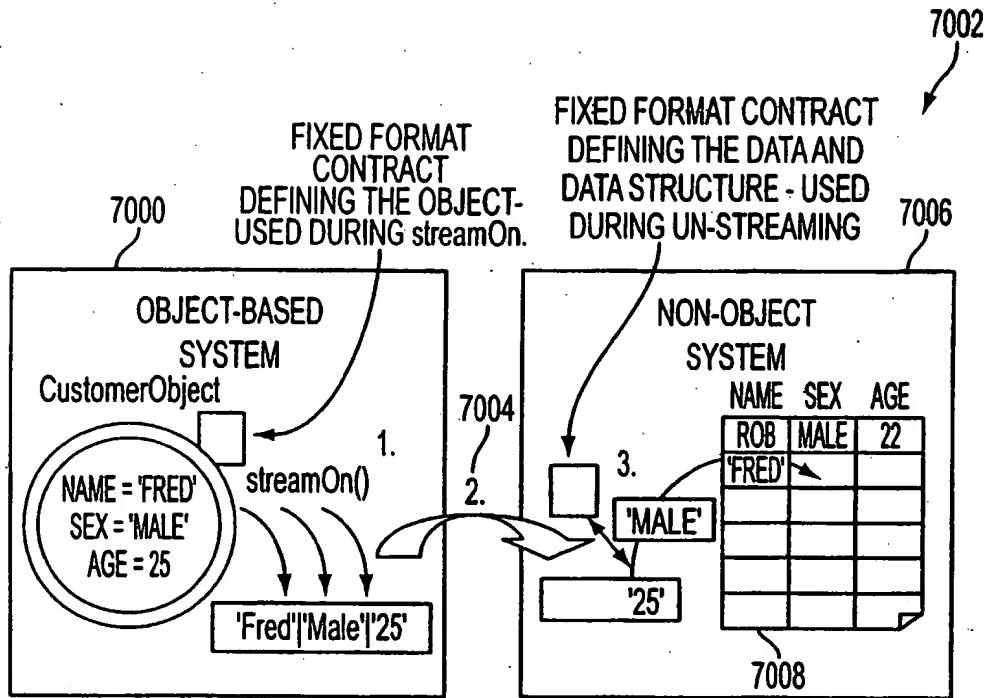 7002
FIXED FORMAT
CONTRACT
DEFINING THE OBJECT-
USED DURING streamOn.
FIXED FORMAT CONTRACT
DEFINING THE DATA AND
DATA STRUCTURE - USED
DURING UN-STREAMING
7000
7006
OBJECT-BASED
SYSTEM
CustomerObject
NAME = 'FRED'
SEX = 'MALE'
AGE = 25
streamOn()
1.
'Fred'|'Male'|'25'
7004
2.
NON-OBJECT
SYSTEM
3.
'MALE'
'25'
NAME SEX AGE
ROB MALE 22
'FRED'
7008